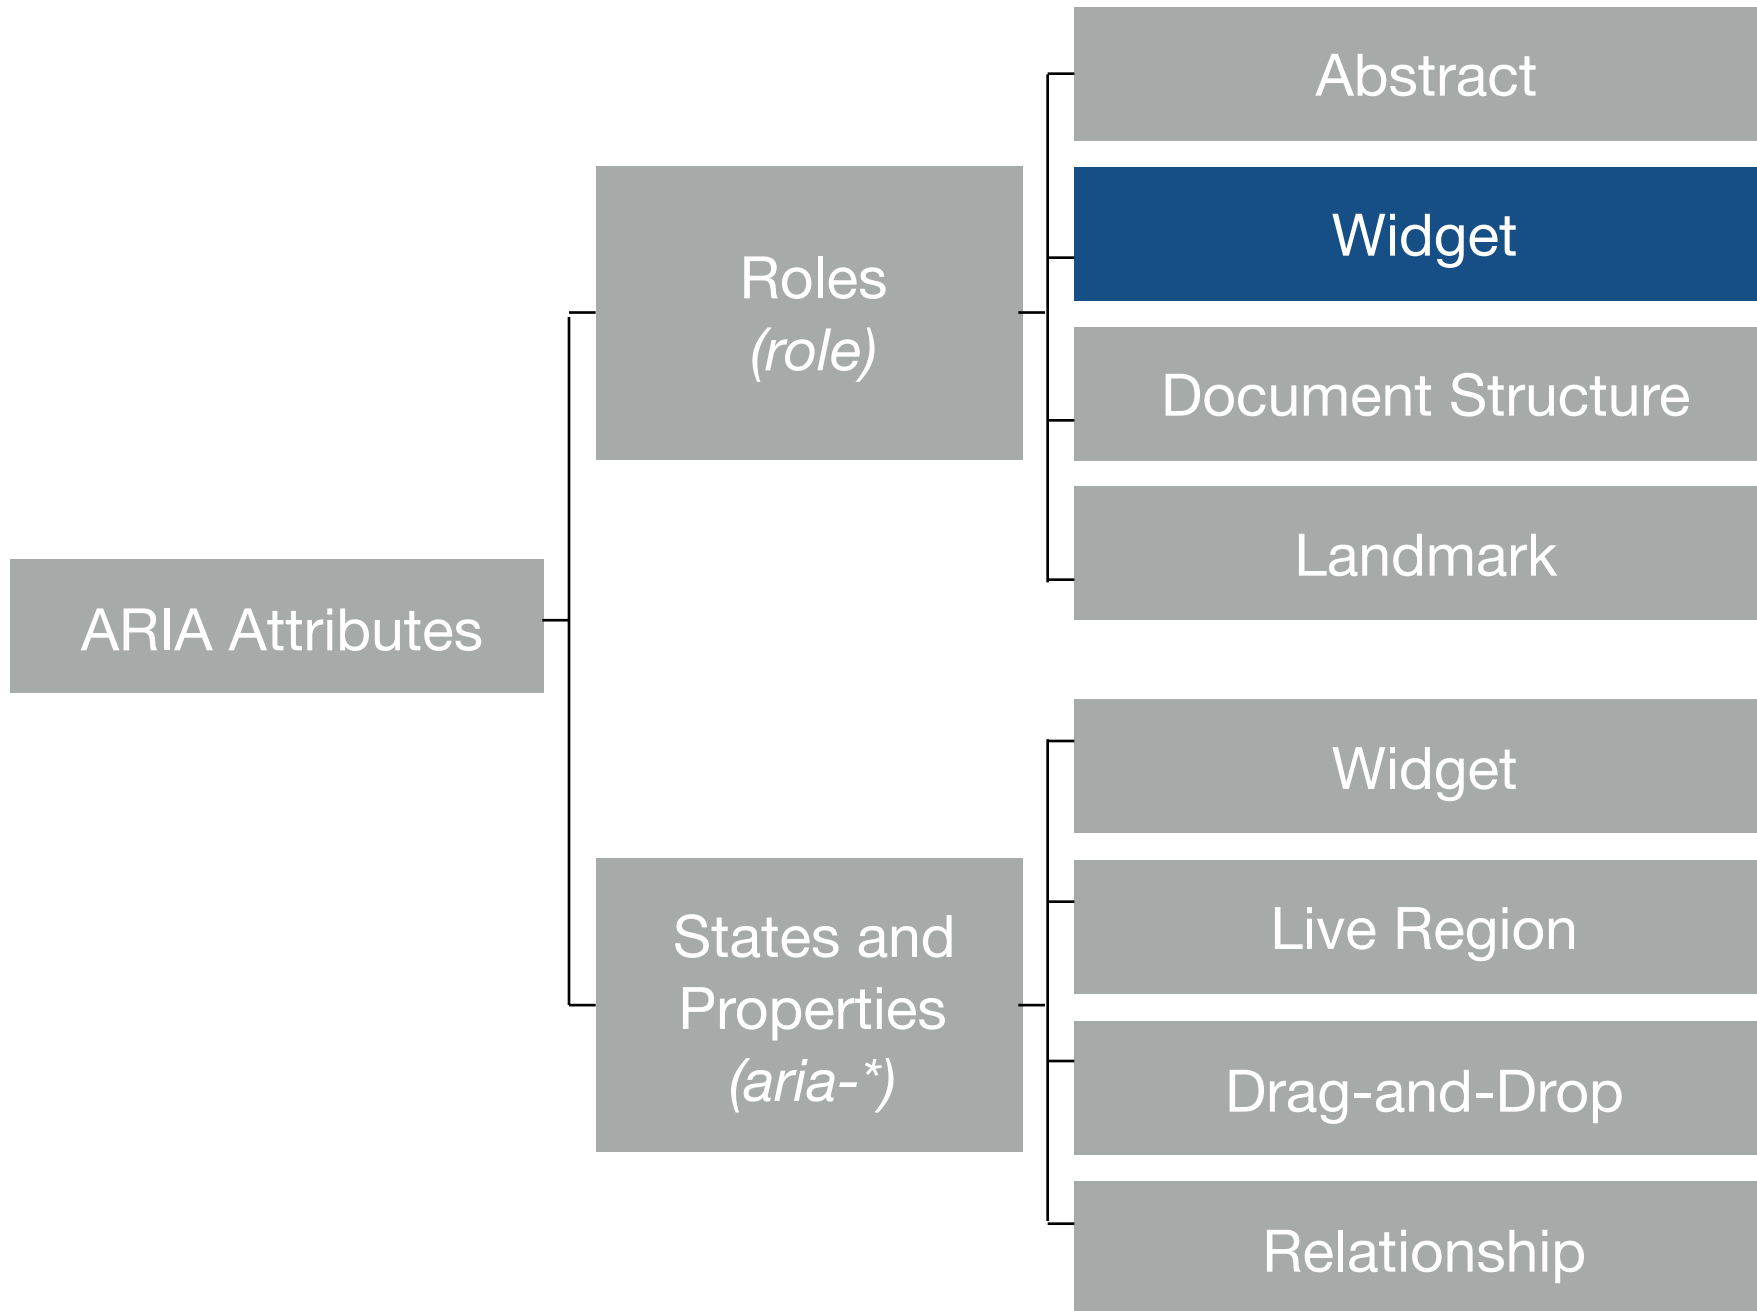 ARIA Attributes
Roles
(role)
Abstract
Widget
Document Structure
Landmark
States and
Properties
(aria-*)
Widget
Live Region
Drag-and-Drop
Relationship